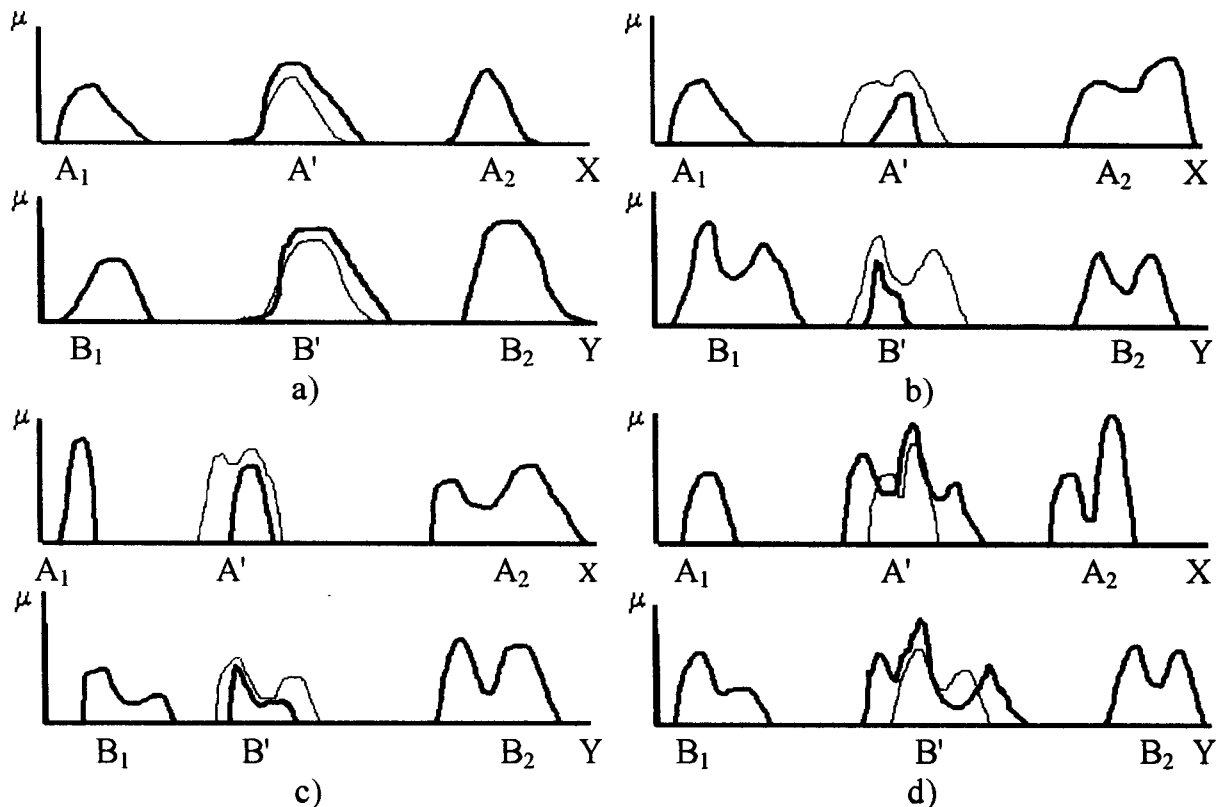 μ μ
A₁ A' A₂ X A₁ A' A₂ X
μ μ
B₁ B' B₂ Y B₁ B' B₂ Y
a) b)
μ μ
A₁ A' A₂ x A₁ A' A₂ X
μ μ
B₁ B' B₂ Y B₁ B' B₂ Y
c) d)